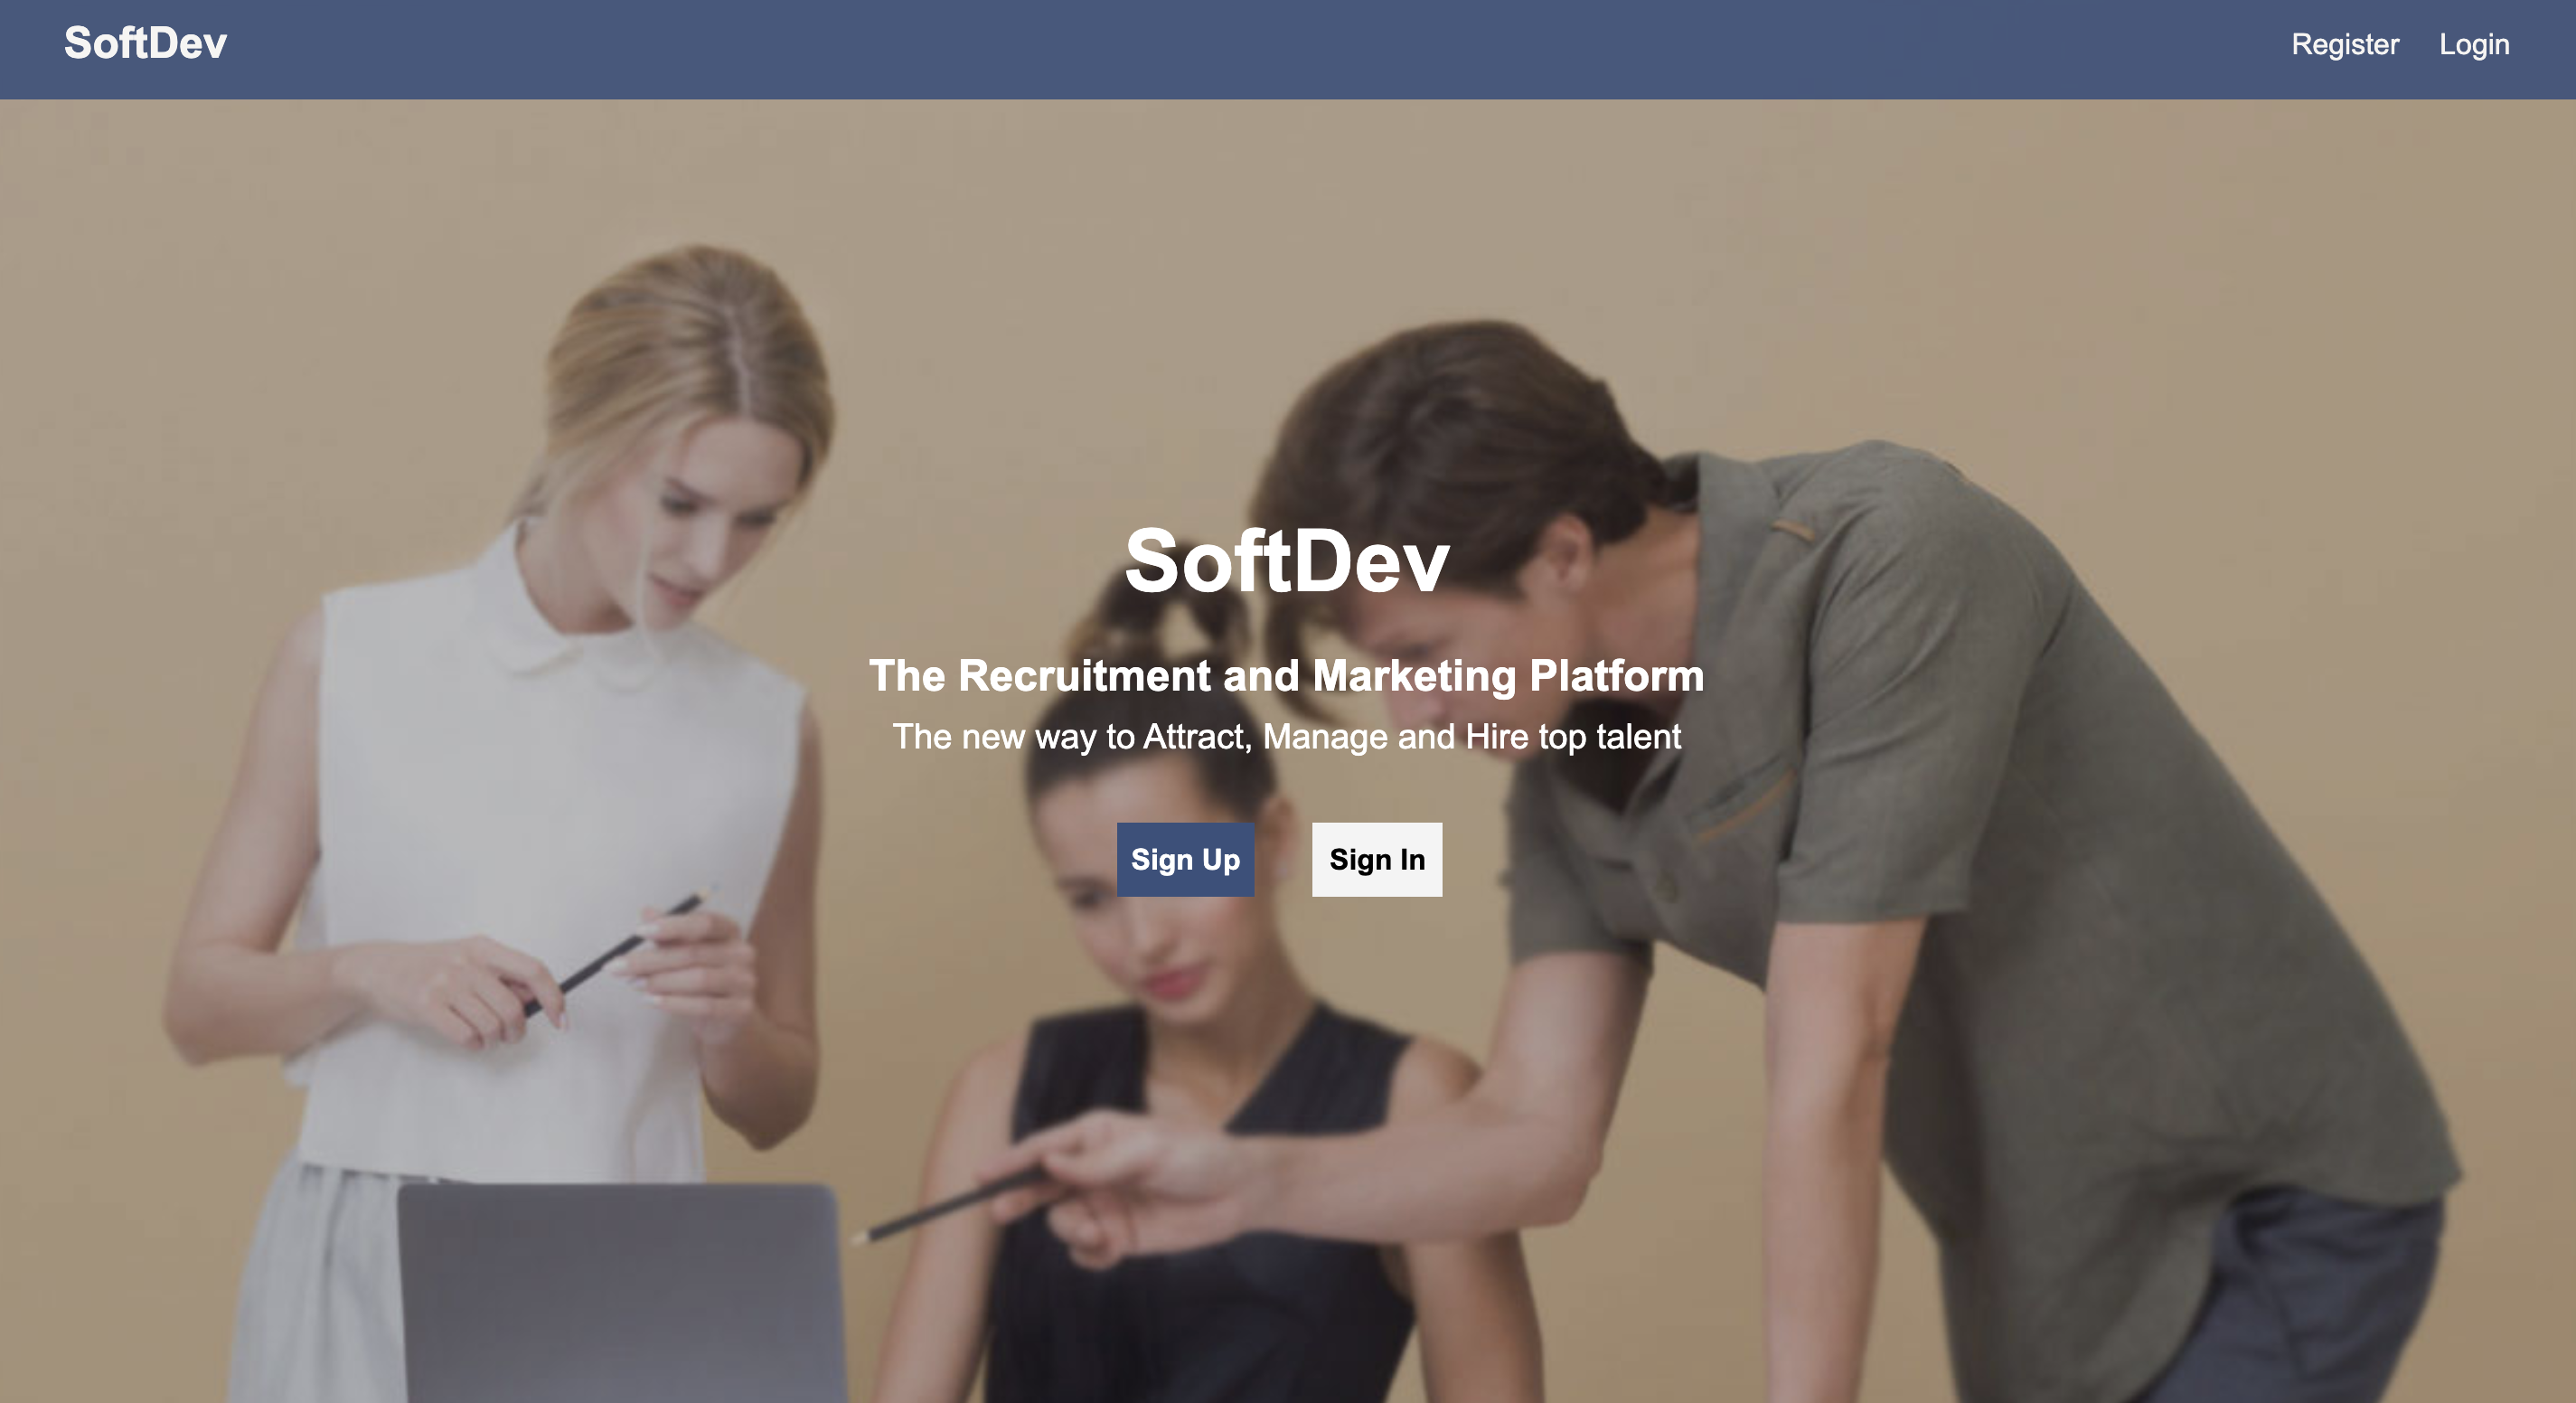 SoftDev
Register Login
SoftDev
The Recruitment and Marketing Platform
The new way to Attract, Manage and Hire top talent
Sign Up
Sign In